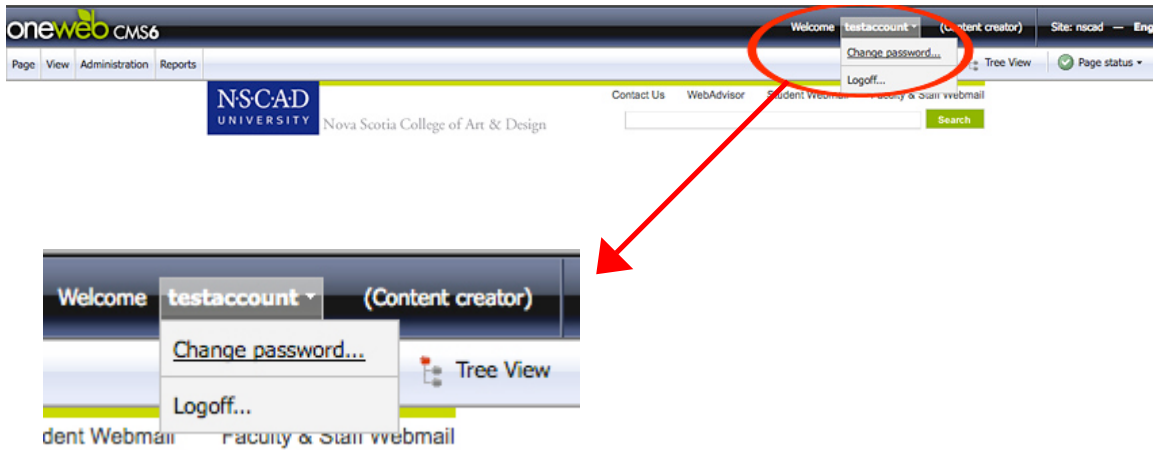 oneweb CMS6 Welcome testaccount (Content creator) Site: nscad — Eng
Change password...
Page View Administration Reports Tree View Page status
Logoff...
N·S·C·A·D Contact Us WebAdvisor Student Webmail Faculty & Staff Webmail
UNIVERSITY Nova Scotia College of Art & Design Search
Welcome testaccount (Content creator)
Change password...
Tree View
Logoff...
dent Webmail Faculty & Staff Webmail